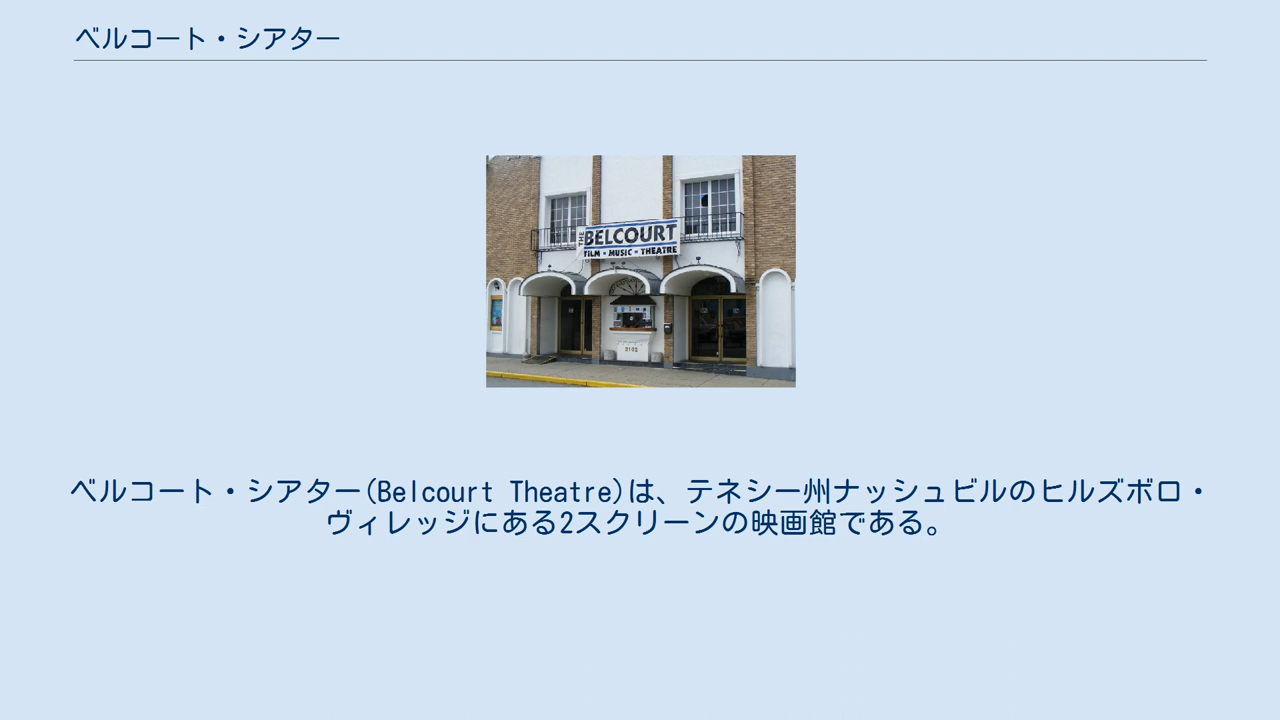 ベルコート・シアター
THE
BELCOURT
FILM • MUSIC • THEATRE
2102
ベルコート・シアター(Belcourt Theatre)は、テネシー州ナッシュビルのヒルズボロ・
ヴィレッジにある2スクリーンの映画館である。